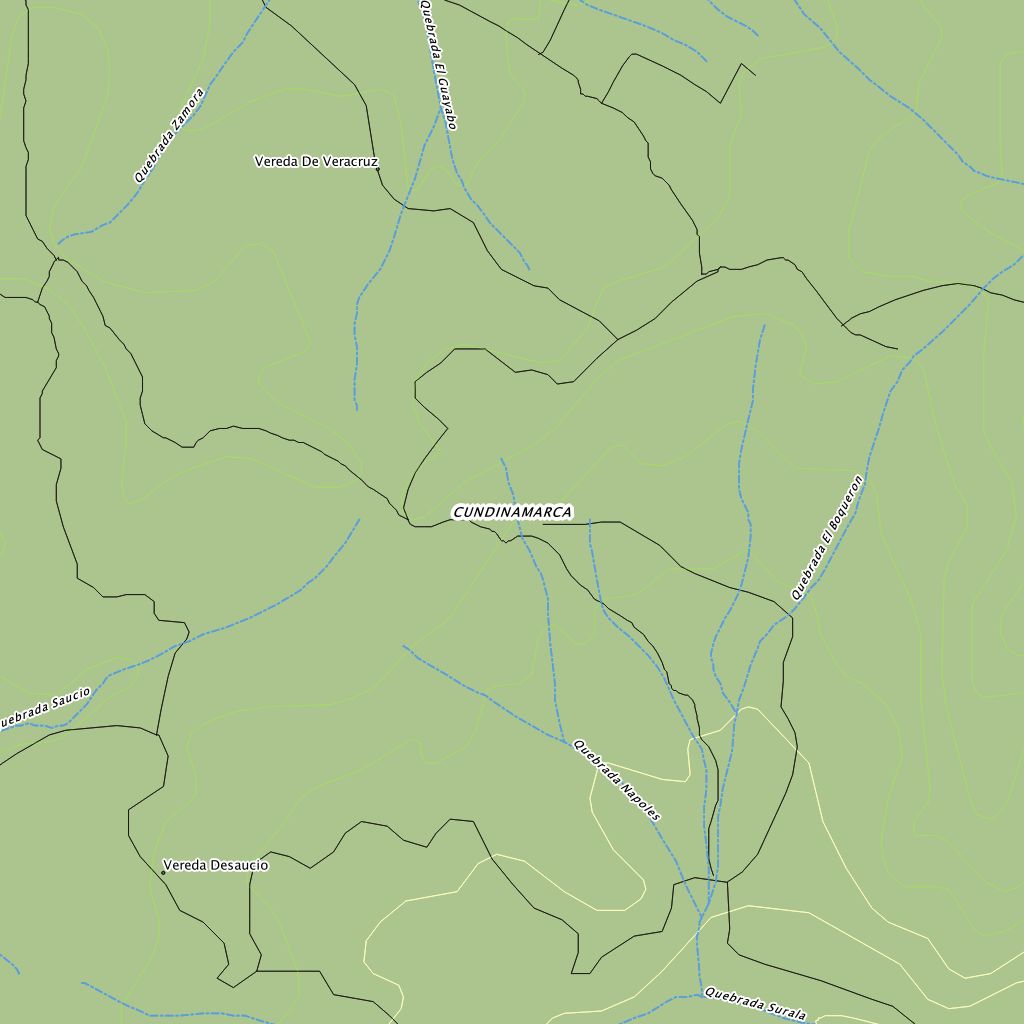 Quebrada El Guayabo
Quebrada Zamora
Vereda De Veracruz
CUNDINAMARCA
Quebrada El Boqueron
uebrada Saucio
Quebrada Napoles
Vereda Desaucio
Quebrada Surala